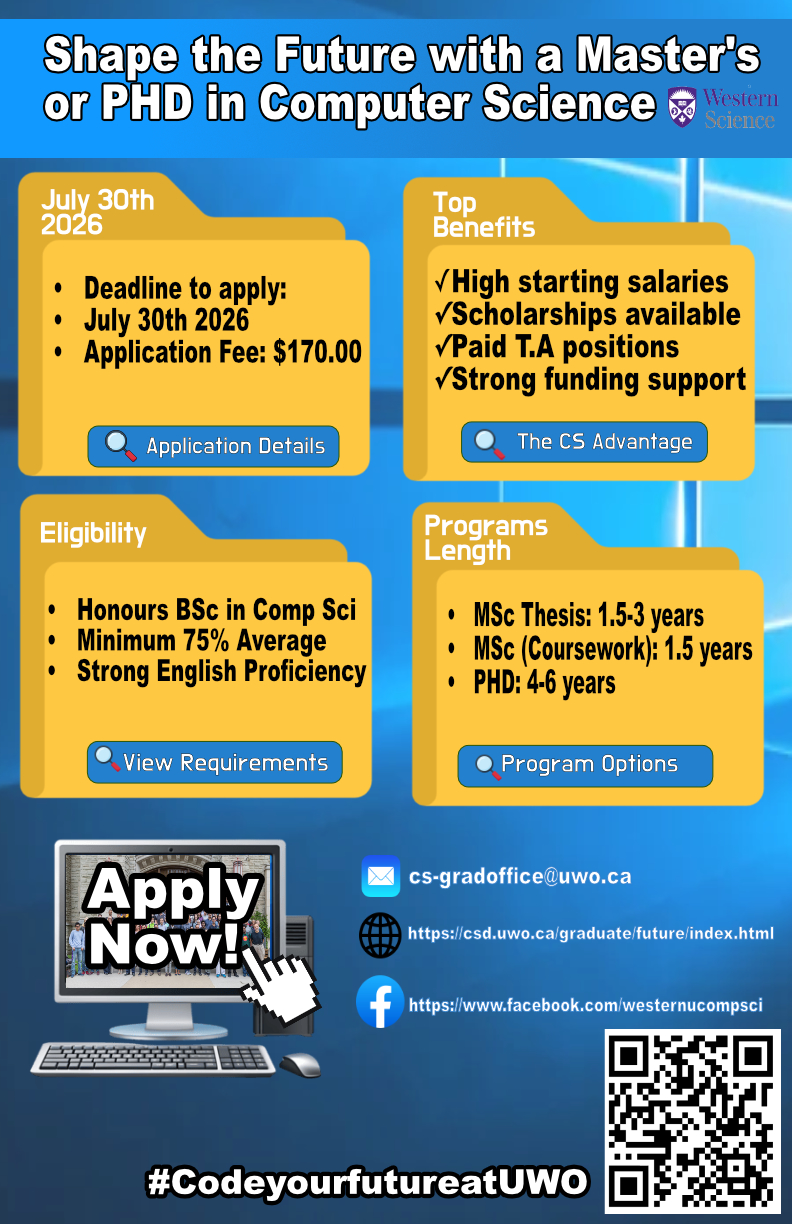 Shape the Future with a Master's
or PHD in Computer Science
Western
Science
July 30th
2026
• Deadline to apply:
• July 30th 2026
• Application Fee: $170.00
Application Details
Top
Benefits
✓High starting salaries
✓Scholarships available
✓Paid T.A positions
✓Strong funding support
The CS Advantage
Eligibility
• Honours BSc in Comp Sci
• Minimum 75% Average
• Strong English Proficiency
View Requirements
Programs
Length
• MSc Thesis: 1.5-3 years
• MSc (Coursework): 1.5 years
• PHD: 4-6 years
Program Options
Apply
Now!
cs-gradoffice@uwo.ca
https://csd.uwo.ca/graduate/future/index.html
https://www.facebook.com/westernucompsci
#CodeyourfutureatUWO